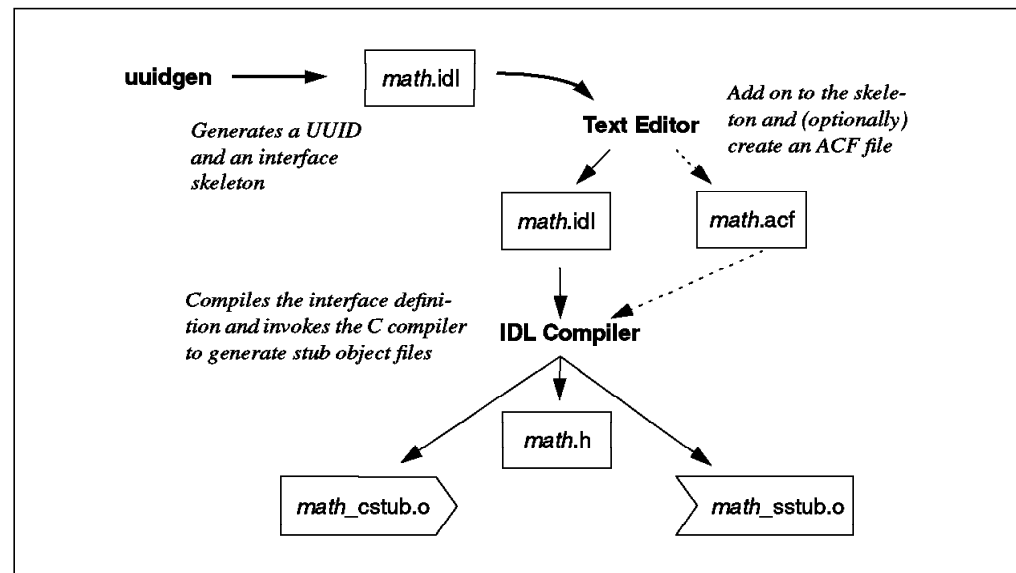 uuidgen
math.idl
Generates a UUID
and an interface
skeleton
Text Editor
Add on to the skele-
ton and (optionally)
create an ACF file
math.idl
math.acf
Compiles the interface defini-
tion and invokes the C compiler
to generate stub object files
IDL Compiler
math.h
math_cstub.o
math_sstub.o